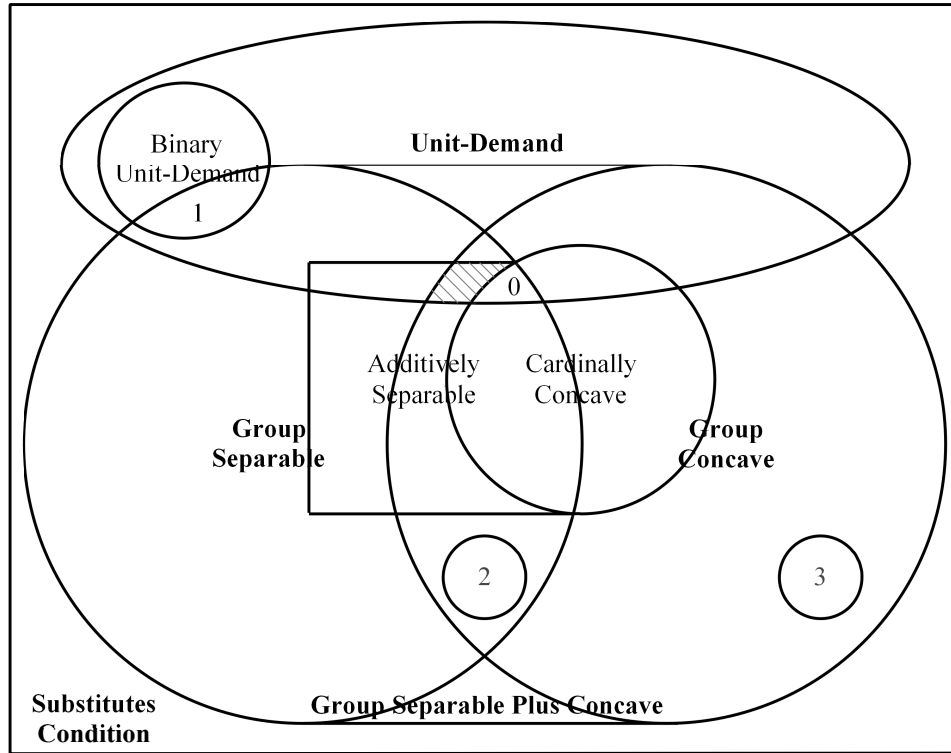 Unit-Demand
Binary
Unit-Demand
1
0
Additively
Separable
Cardinally
Concave
Group
Separable
Group
Concave
2
3
Substitutes
Condition
Group Separable Plus Concave